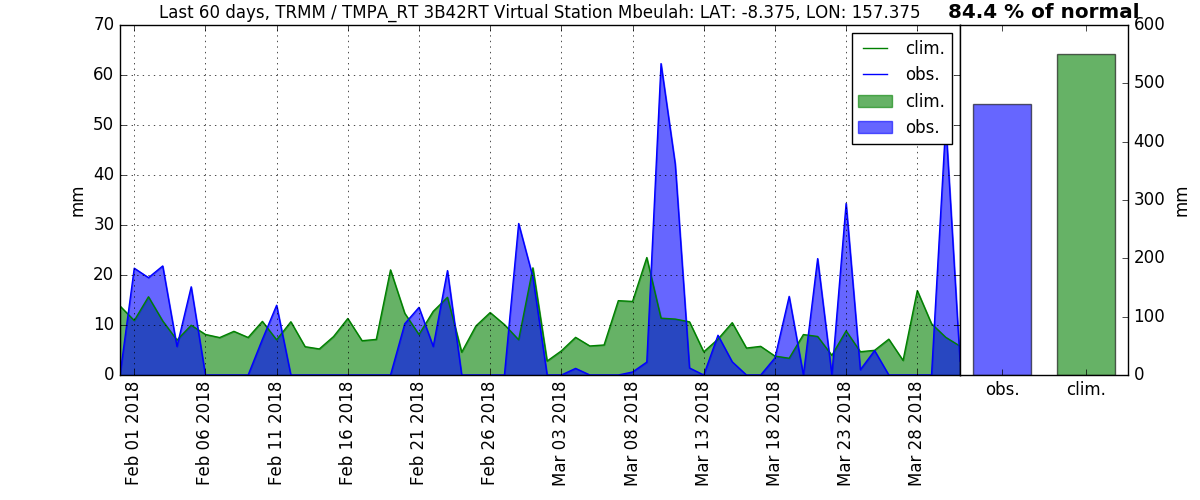 Last 60 days, TRMM / TMPA_RT 3B42RT Virtual Station Mbeulah: LAT: -8.375, LON: 157.375
84.4 % of normal
70
60
50
40
30
20
10
0
mm
clim.
obs.
clim.
obs.
600
500
400
300
200
100
0
mm
obs.
clim.
Feb 01 2018
Feb 06 2018
Feb 11 2018
Feb 16 2018
Feb 21 2018
Feb 26 2018
Mar 03 2018
Mar 08 2018
Mar 13 2018
Mar 18 2018
Mar 23 2018
Mar 28 2018